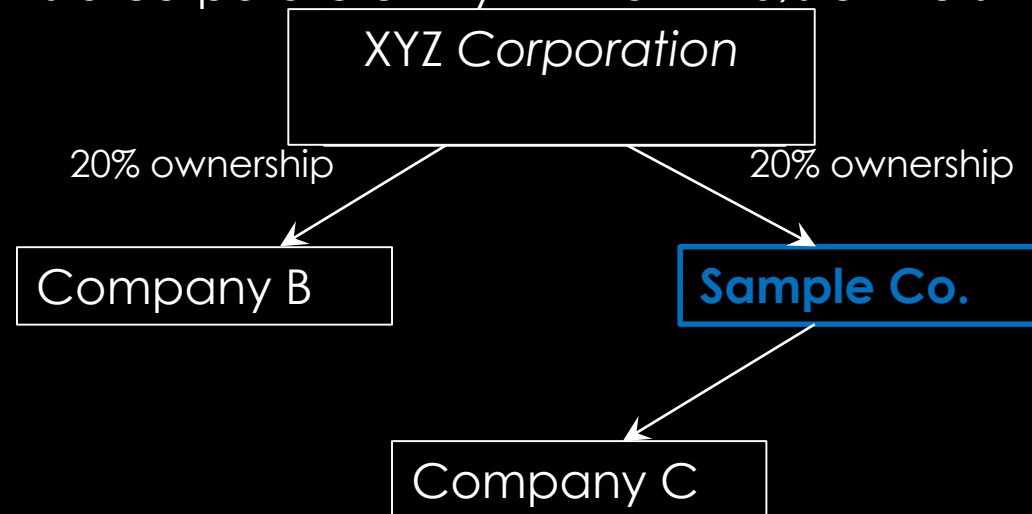 XYZ Corporation
20% ownership
20% ownership
Company B
Sample Co.
Company C